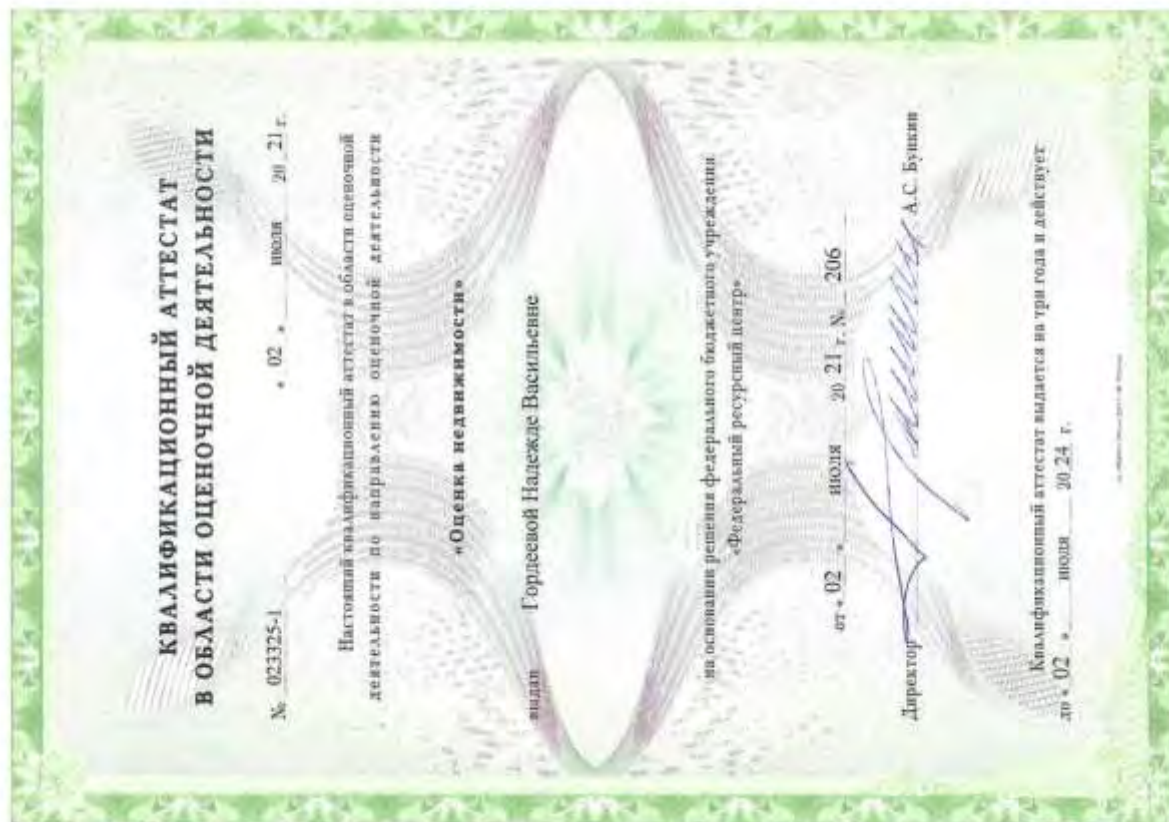 КВАЛИФИКАЦИОННЫЙ АТТЕСТАТ
В ОБЛАСТИ ОЦЕНОЧНОЙ ДЕЯТЕЛЬНОСТИ
№ 023325-1 « 02 » июля 20 21 г.
Настоящий квалификационный аттестат в области оценочной
деятельности по направлению оценочной деятельности
«Оценка недвижимости»
выдан Гордеевой Надежде Васильевне
на основании решения федерального бюджетного учреждения
«Федеральный ресурсный центр»
от « 02 » июля 20 21 г. № 206
Директор А.С. Бункин
Квалификационный аттестат выдается на три года и действует
до « 02 » июля 20 24 г.